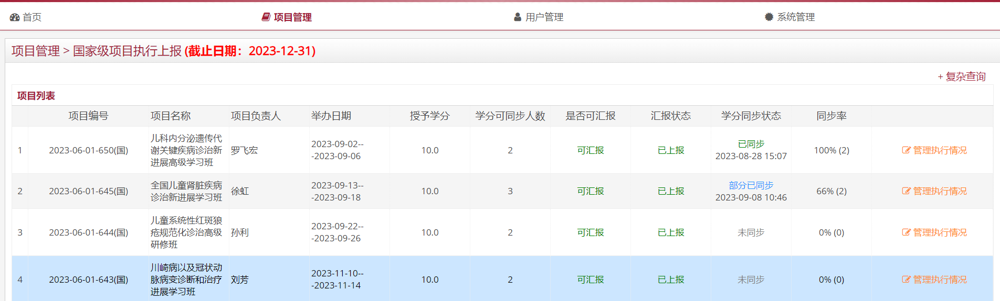 首页
项目管理
用户管理
系统管理
项目管理 > 国家级项目执行上报 (截止日期：2023-12-31)
+ 复杂查询
项目列表
项目编号 项目名称 项目负责人 举办日期 授予学分 学分可同步人数 是否可汇报 汇报状态 学分同步状态 同步率
1
2023-06-01-650(国)
儿科内分泌遗传代
谢关键疾病诊治新
进展高级学习班
罗飞宏
2023-09-02--
-2023-09-06
10.0
2
可汇报
已上报
已同步
2023-08-28 15:07
100% (2)
管理执行情况
2
2023-06-01-645(国)
全国儿童肾脏疾病
诊治新进展学习班
徐虹
2023-09-13--
-2023-09-18
10.0
3
可汇报
已上报
部分已同步
2023-09-08 10:46
66% (2)
管理执行情况
3
2023-06-01-644(国)
儿童系统性红斑狼
疮规范化诊治高级
研修班
孙利
2023-09-22--
-2023-09-26
10.0
2
可汇报
已上报
未同步
0% (0)
管理执行情况
4
2023-06-01-643(国)
川崎病以及冠状动
脉病变诊断和治疗
进展学习班
刘芳
2023-11-10--
-2023-11-14
10.0
2
可汇报
已上报
未同步
0% (0)
管理执行情况